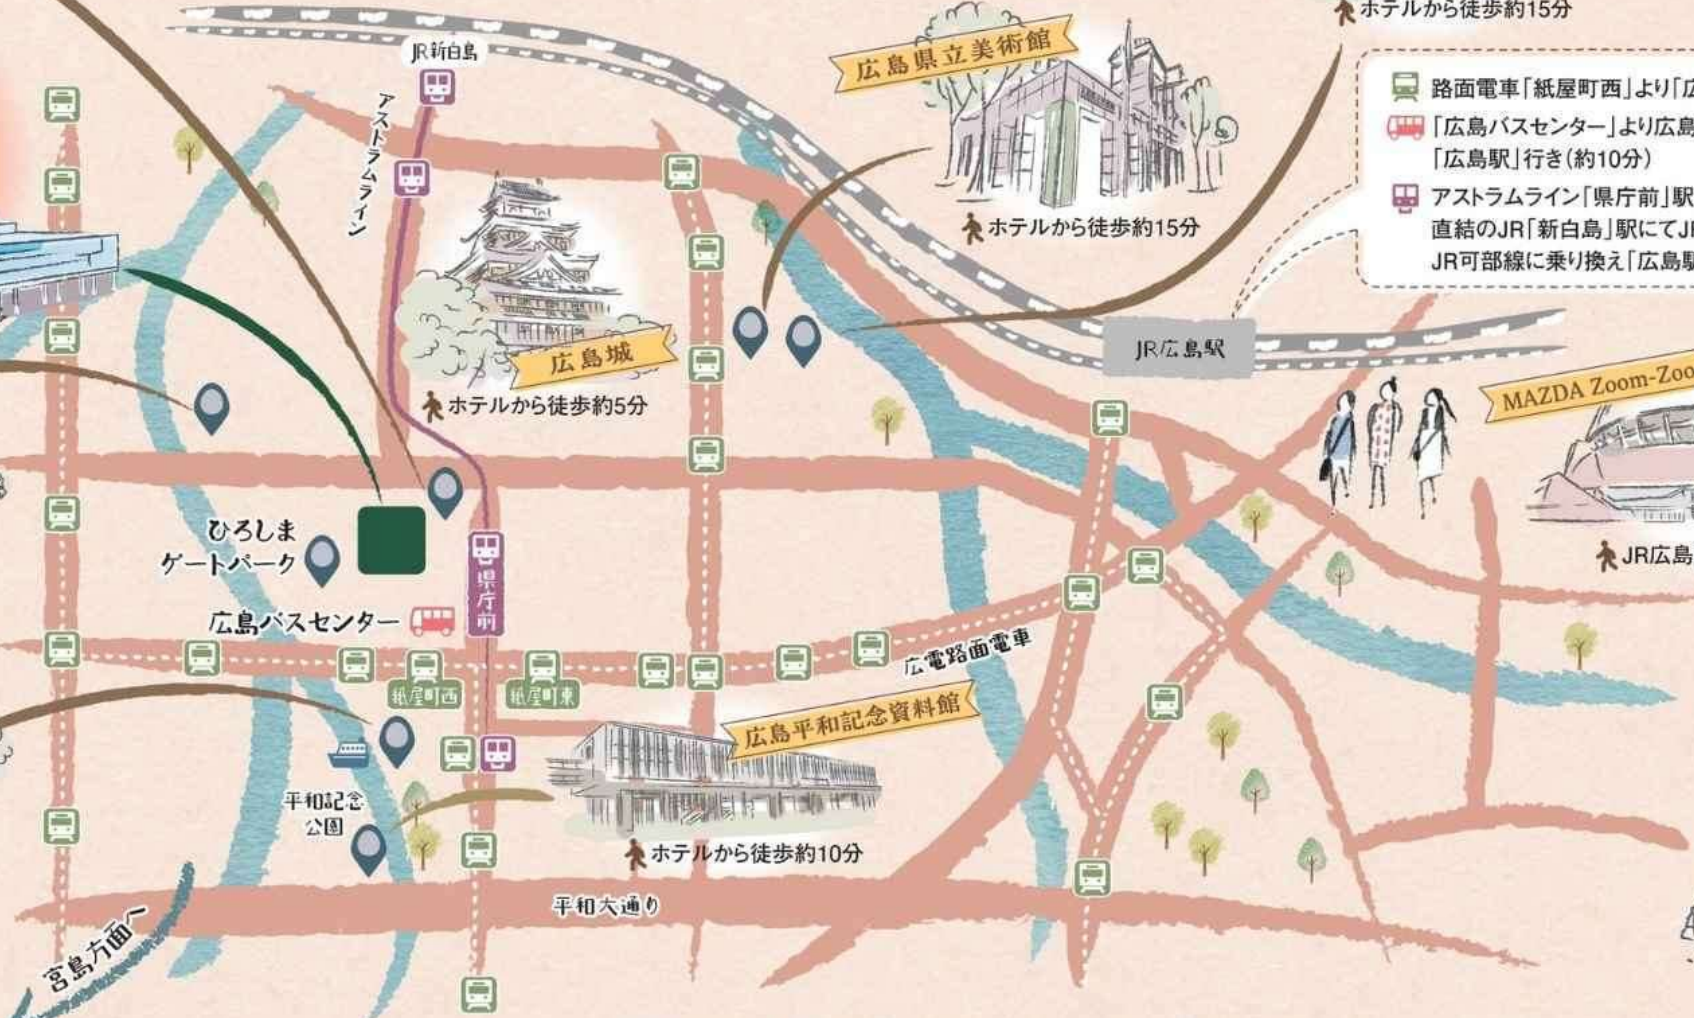 ホテルから徒歩約15分
JR新白島
アストラムライン
広島県立美術館
ホテルから徒歩約15分
路面電車「紙屋町西」より「広
「広島バスセンター」より広島
「広島駅」行き(約10分)
アストラムライン「県庁前」駅
直結のJR「新白島」駅にてJR
JR可部線に乗り換え「広島駅
広島城
ホテルから徒歩約5分
JR広島駅
MAZDA Zoom-Zoo
JR広島
ひろしま
ゲートパーク
県庁前
広島バスセンター
紙屋町西
紙屋町東
広電路面電車
広島平和記念資料館
平和記念
公園
ホテルから徒歩約10分
平和大通り
宮島方面へ